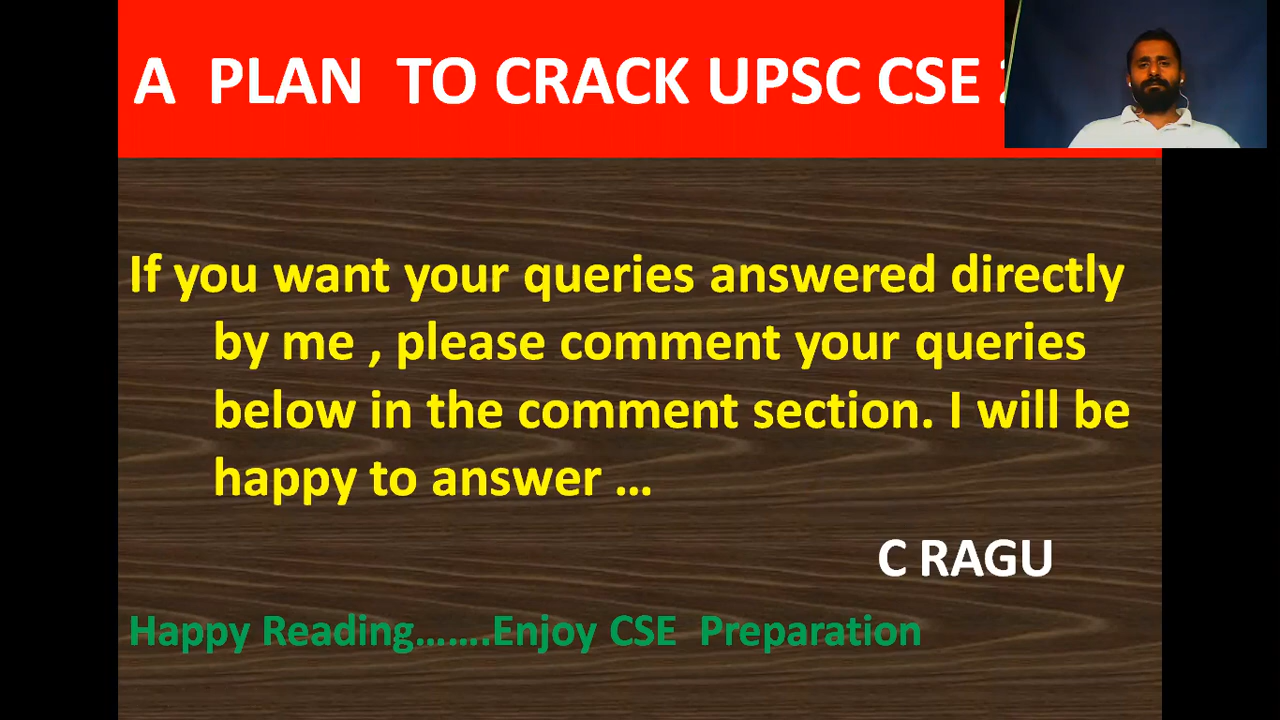 A PLAN TO CRACK UPSC CSE
If you want your queries answered directly
by me , please comment your queries
below in the comment section. I will be
happy to answer ...
C RAGU
Happy Reading.......Enjoy CSE Preparation